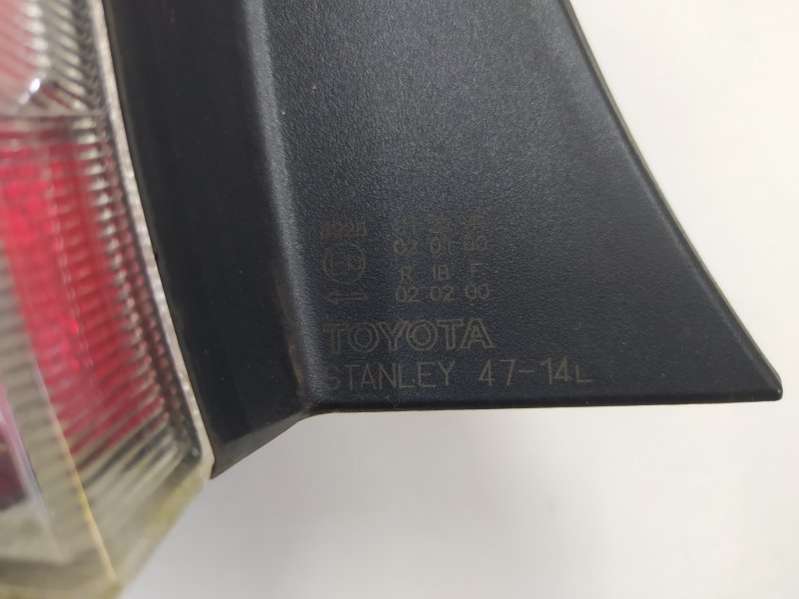 02 01 00
R IB F
02 02 00
TOYOTA
STANLEY 47-14L